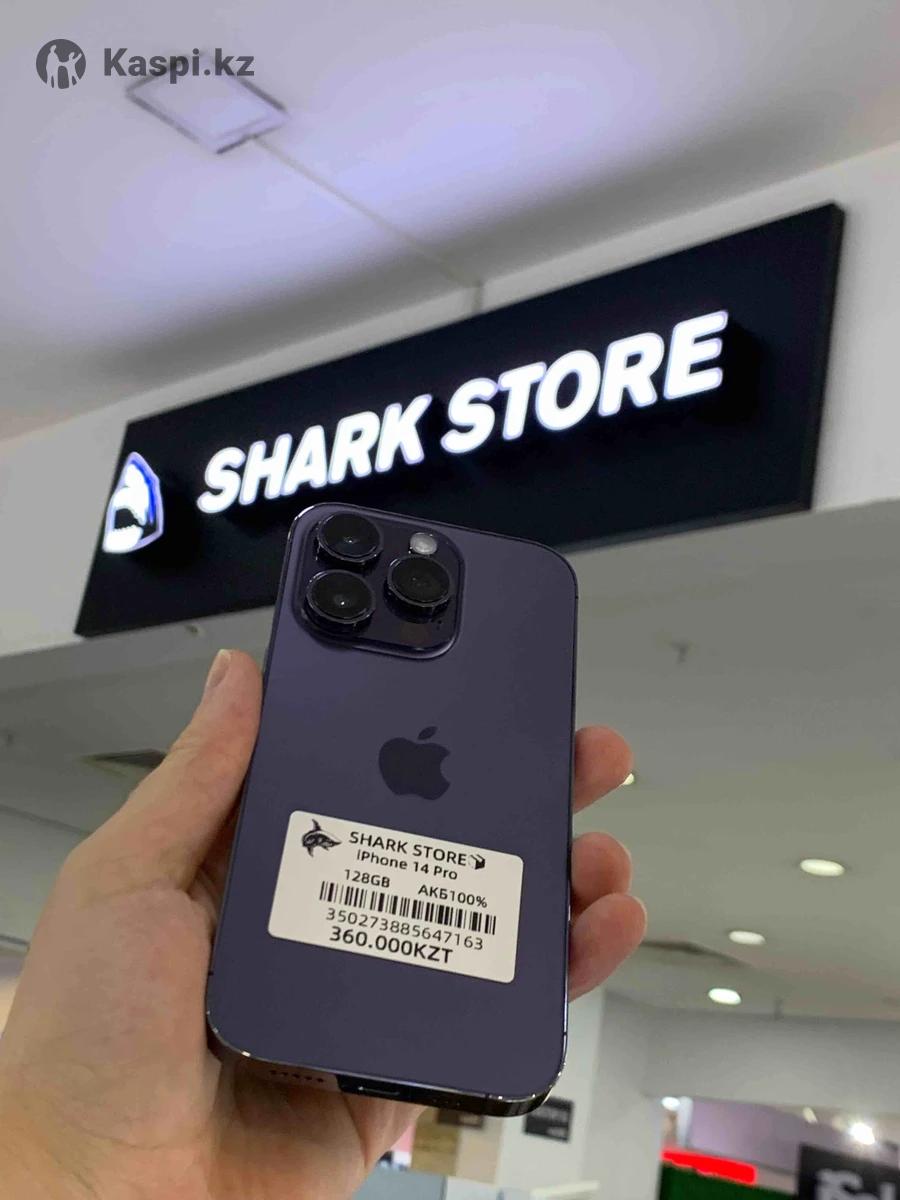 Kaspi.kz
SHARK STORE
SHARK STORE
iPhone 14 Pro
128GB АКБ100%
350273885647163
360.000KZT